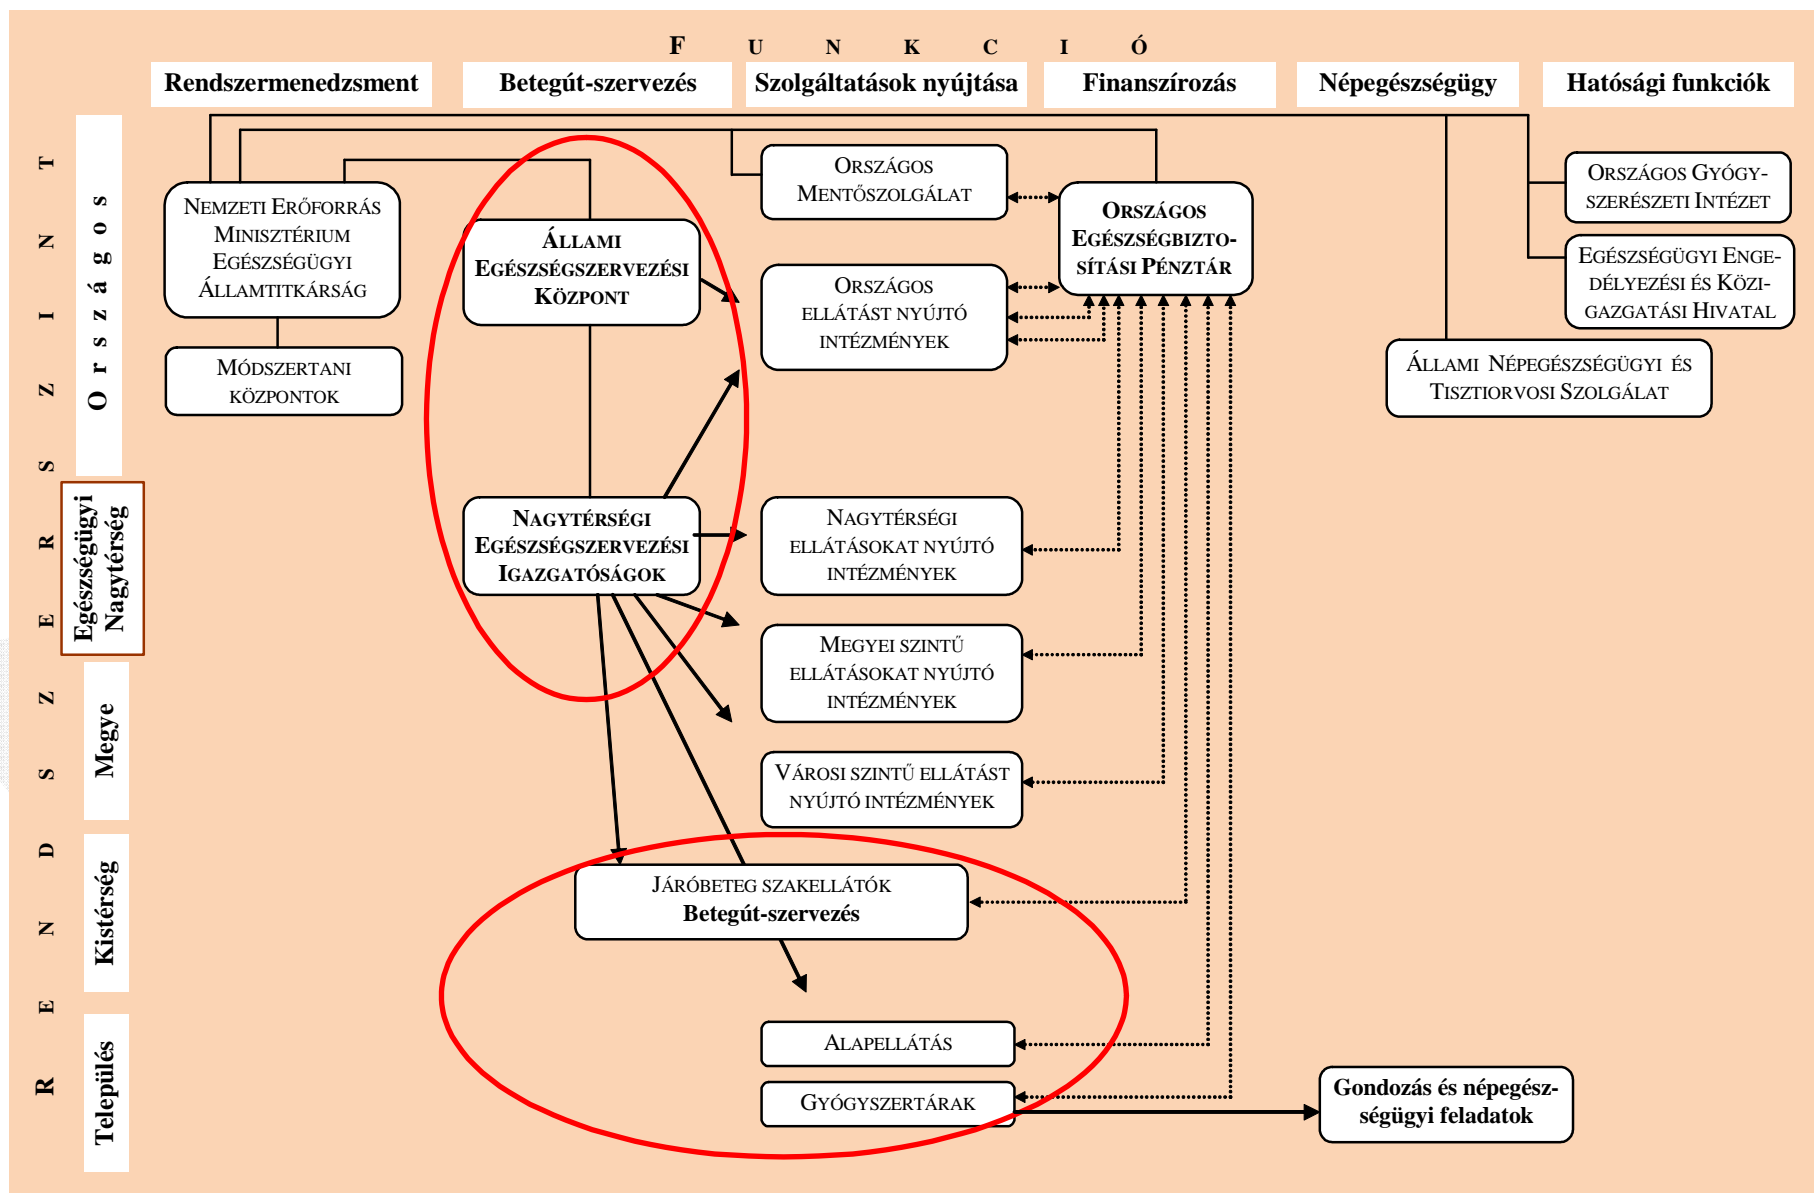 FUNKCIÓ
Rendszermenedzsment
Betegút-szervezés
Szolgáltatások nyújtása
Finanszírozás
Népegészségügy
Hatósági funkciók
RENDSZERSZINT
Országos
Egészségügyi
Nagytérség
Megye
Kistérség
Település
NEMZETI ERŐFORRÁS
MINISZTÉRIUM
EGÉSZSÉGÜGYI
ÁLLAMTITKÁRSÁG
MÓDSZERTANI
KÖZPONTOK
ÁLLAMI
EGÉSZSÉGSZERVEZÉSI
KÖZPONT
NAGYTÉRSÉGI
EGÉSZSÉGSZERVEZÉSI
IGAZGATÓSÁGOK
ORSZÁGOS
MENTŐSZOLGÁLAT
ORSZÁGOS
ELLÁTÁST NYÚJTÓ
INTÉZMÉNYEK
NAGYTÉRSÉGI
ELLÁTÁSOKAT NYÚJTÓ
INTÉZMÉNYEK
MEGYEI SZINTŰ
ELLÁTÁSOKAT NYÚJTÓ
INTÉZMÉNYEK
VÁROSI SZINTŰ ELLÁTÁST
NYÚJTÓ INTÉZMÉNYEK
JÁRÓBETEG SZAKELLÁTÓK
Betegút-szervezés
ALAPELLÁTÁS
GYÓGYSZERTÁRAK
ORSZÁGOS
EGÉSZSÉGBIZTO-
SÍTÁSI PÉNZTÁR
ORSZÁGOS GYÓGY-
SZERÉSZETI INTÉZET
EGÉSZSÉGÜGYI ENGE-
DÉLYEZÉSI ÉS KÖZI-
GAZGATÁSI HIVATAL
ÁLLAMI NÉPEGÉSZSÉGÜGYI ÉS
TISZTIORVOSI SZOLGÁLAT
Gondozás és népegész-
ségügyi feladatok